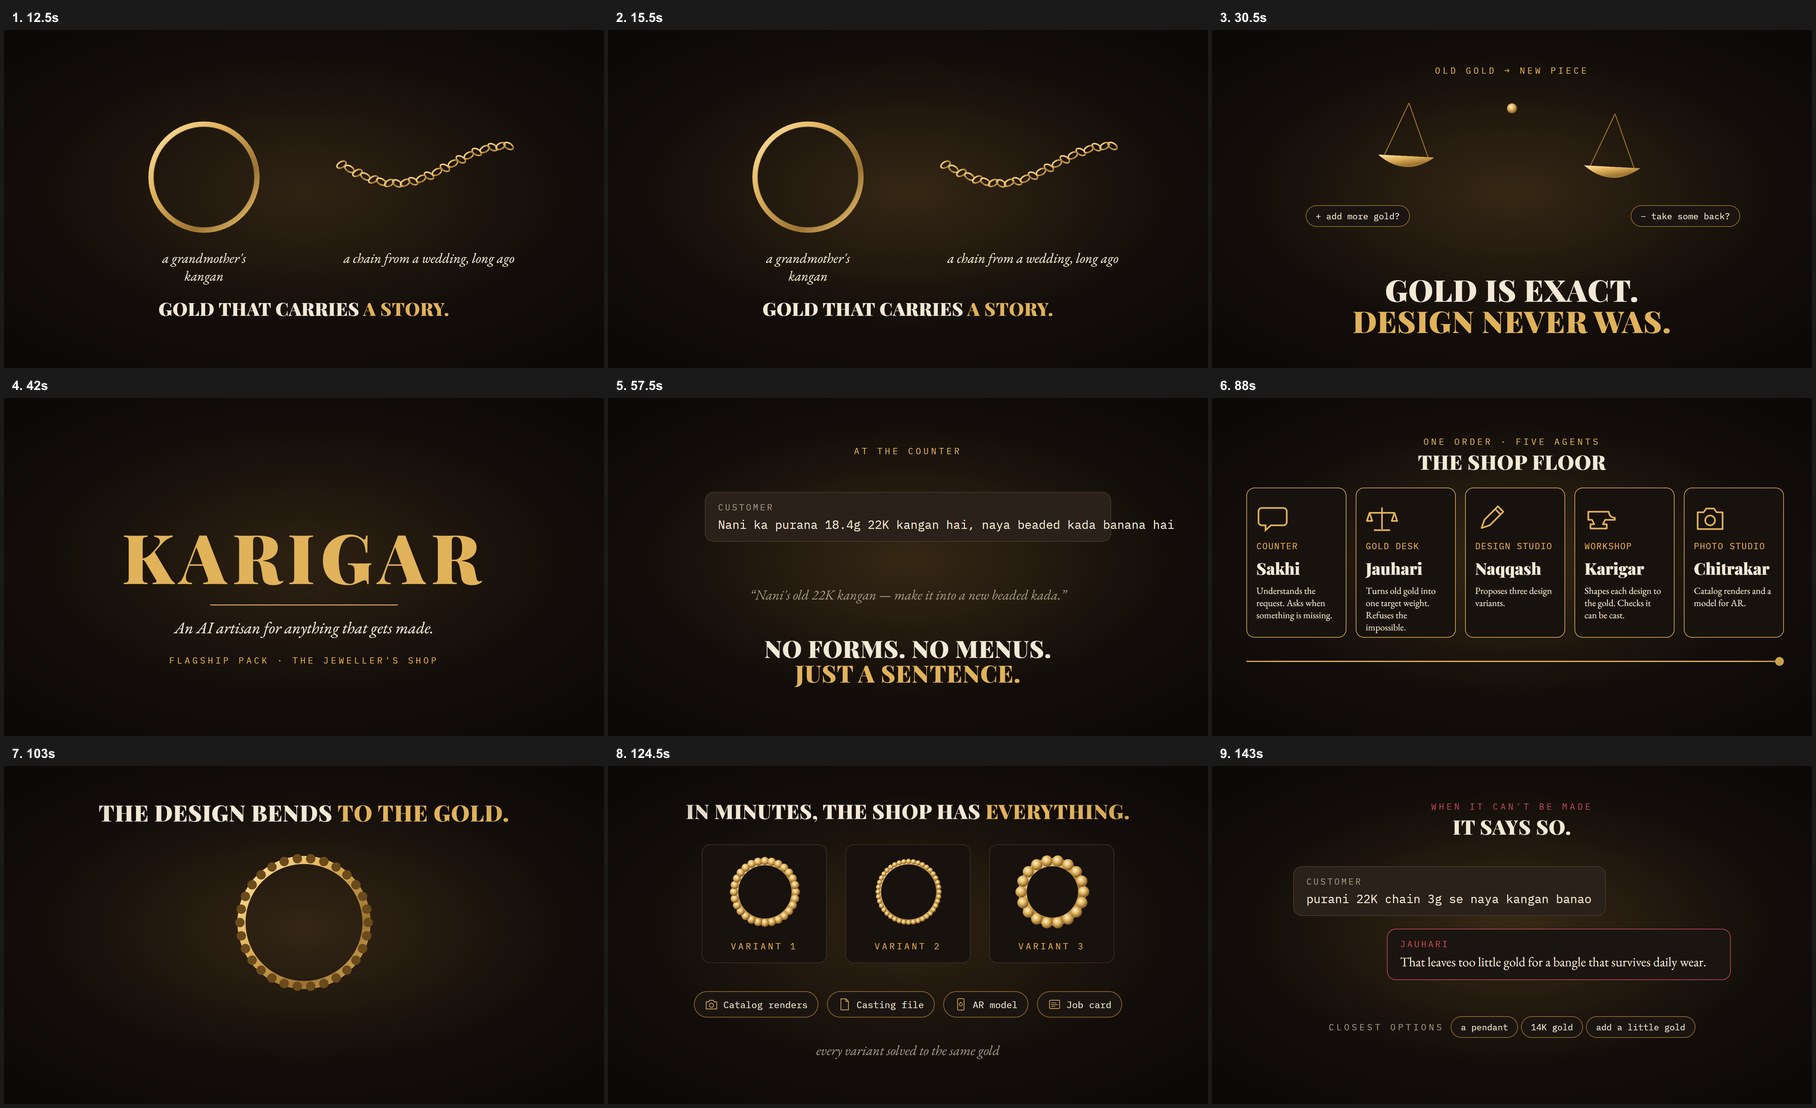 1. 12.5s
a grandmother's
kangan
a chain from a wedding, long ago
GOLD THAT CARRIES A STORY.
2. 15.5s
a grandmother's
kangan
a chain from a wedding, long ago
GOLD THAT CARRIES A STORY.
3. 30.5s
OLD GOLD → NEW PIECE
+ add more gold?
− take some back?
GOLD IS EXACT.
DESIGN NEVER WAS.
4. 42s
KARIGAR
An AI artisan for anything that gets made.
FLAGSHIP PACK · THE JEWELLER'S SHOP
5. 57.5s
AT THE COUNTER
CUSTOMER
Nani ka purana 18.4g 22K kangan hai, naya beaded kada banana hai
“Nani's old 22K kangan — make it into a new beaded kada.”
NO FORMS. NO MENUS.
JUST A SENTENCE.
6. 88s
ONE ORDER · FIVE AGENTS
THE SHOP FLOOR
COUNTER
Sakhi
Understands the
request. Asks when
something is missing.
GOLD DESK
Jauhari
Turns old gold into
one target weight.
Refuses the
impossible.
DESIGN STUDIO
Naqqash
Proposes three design
variants.
WORKSHOP
Karigar
Shapes each design to
the gold. Checks it
can be cast.
PHOTO STUDIO
Chitrakar
Catalog renders and a
model for AR.
7. 103s
THE DESIGN BENDS TO THE GOLD.
8. 124.5s
IN MINUTES, THE SHOP HAS EVERYTHING.
VARIANT 1
VARIANT 2
VARIANT 3
Catalog renders
Casting file
AR model
Job card
every variant solved to the same gold
9. 143s
WHEN IT CAN'T BE MADE
IT SAYS SO.
CUSTOMER
purani 22K chain 3g se naya kangan banao
JAUHARI
That leaves too little gold for a bangle that survives daily wear.
CLOSEST OPTIONS
a pendant
14K gold
add a little gold